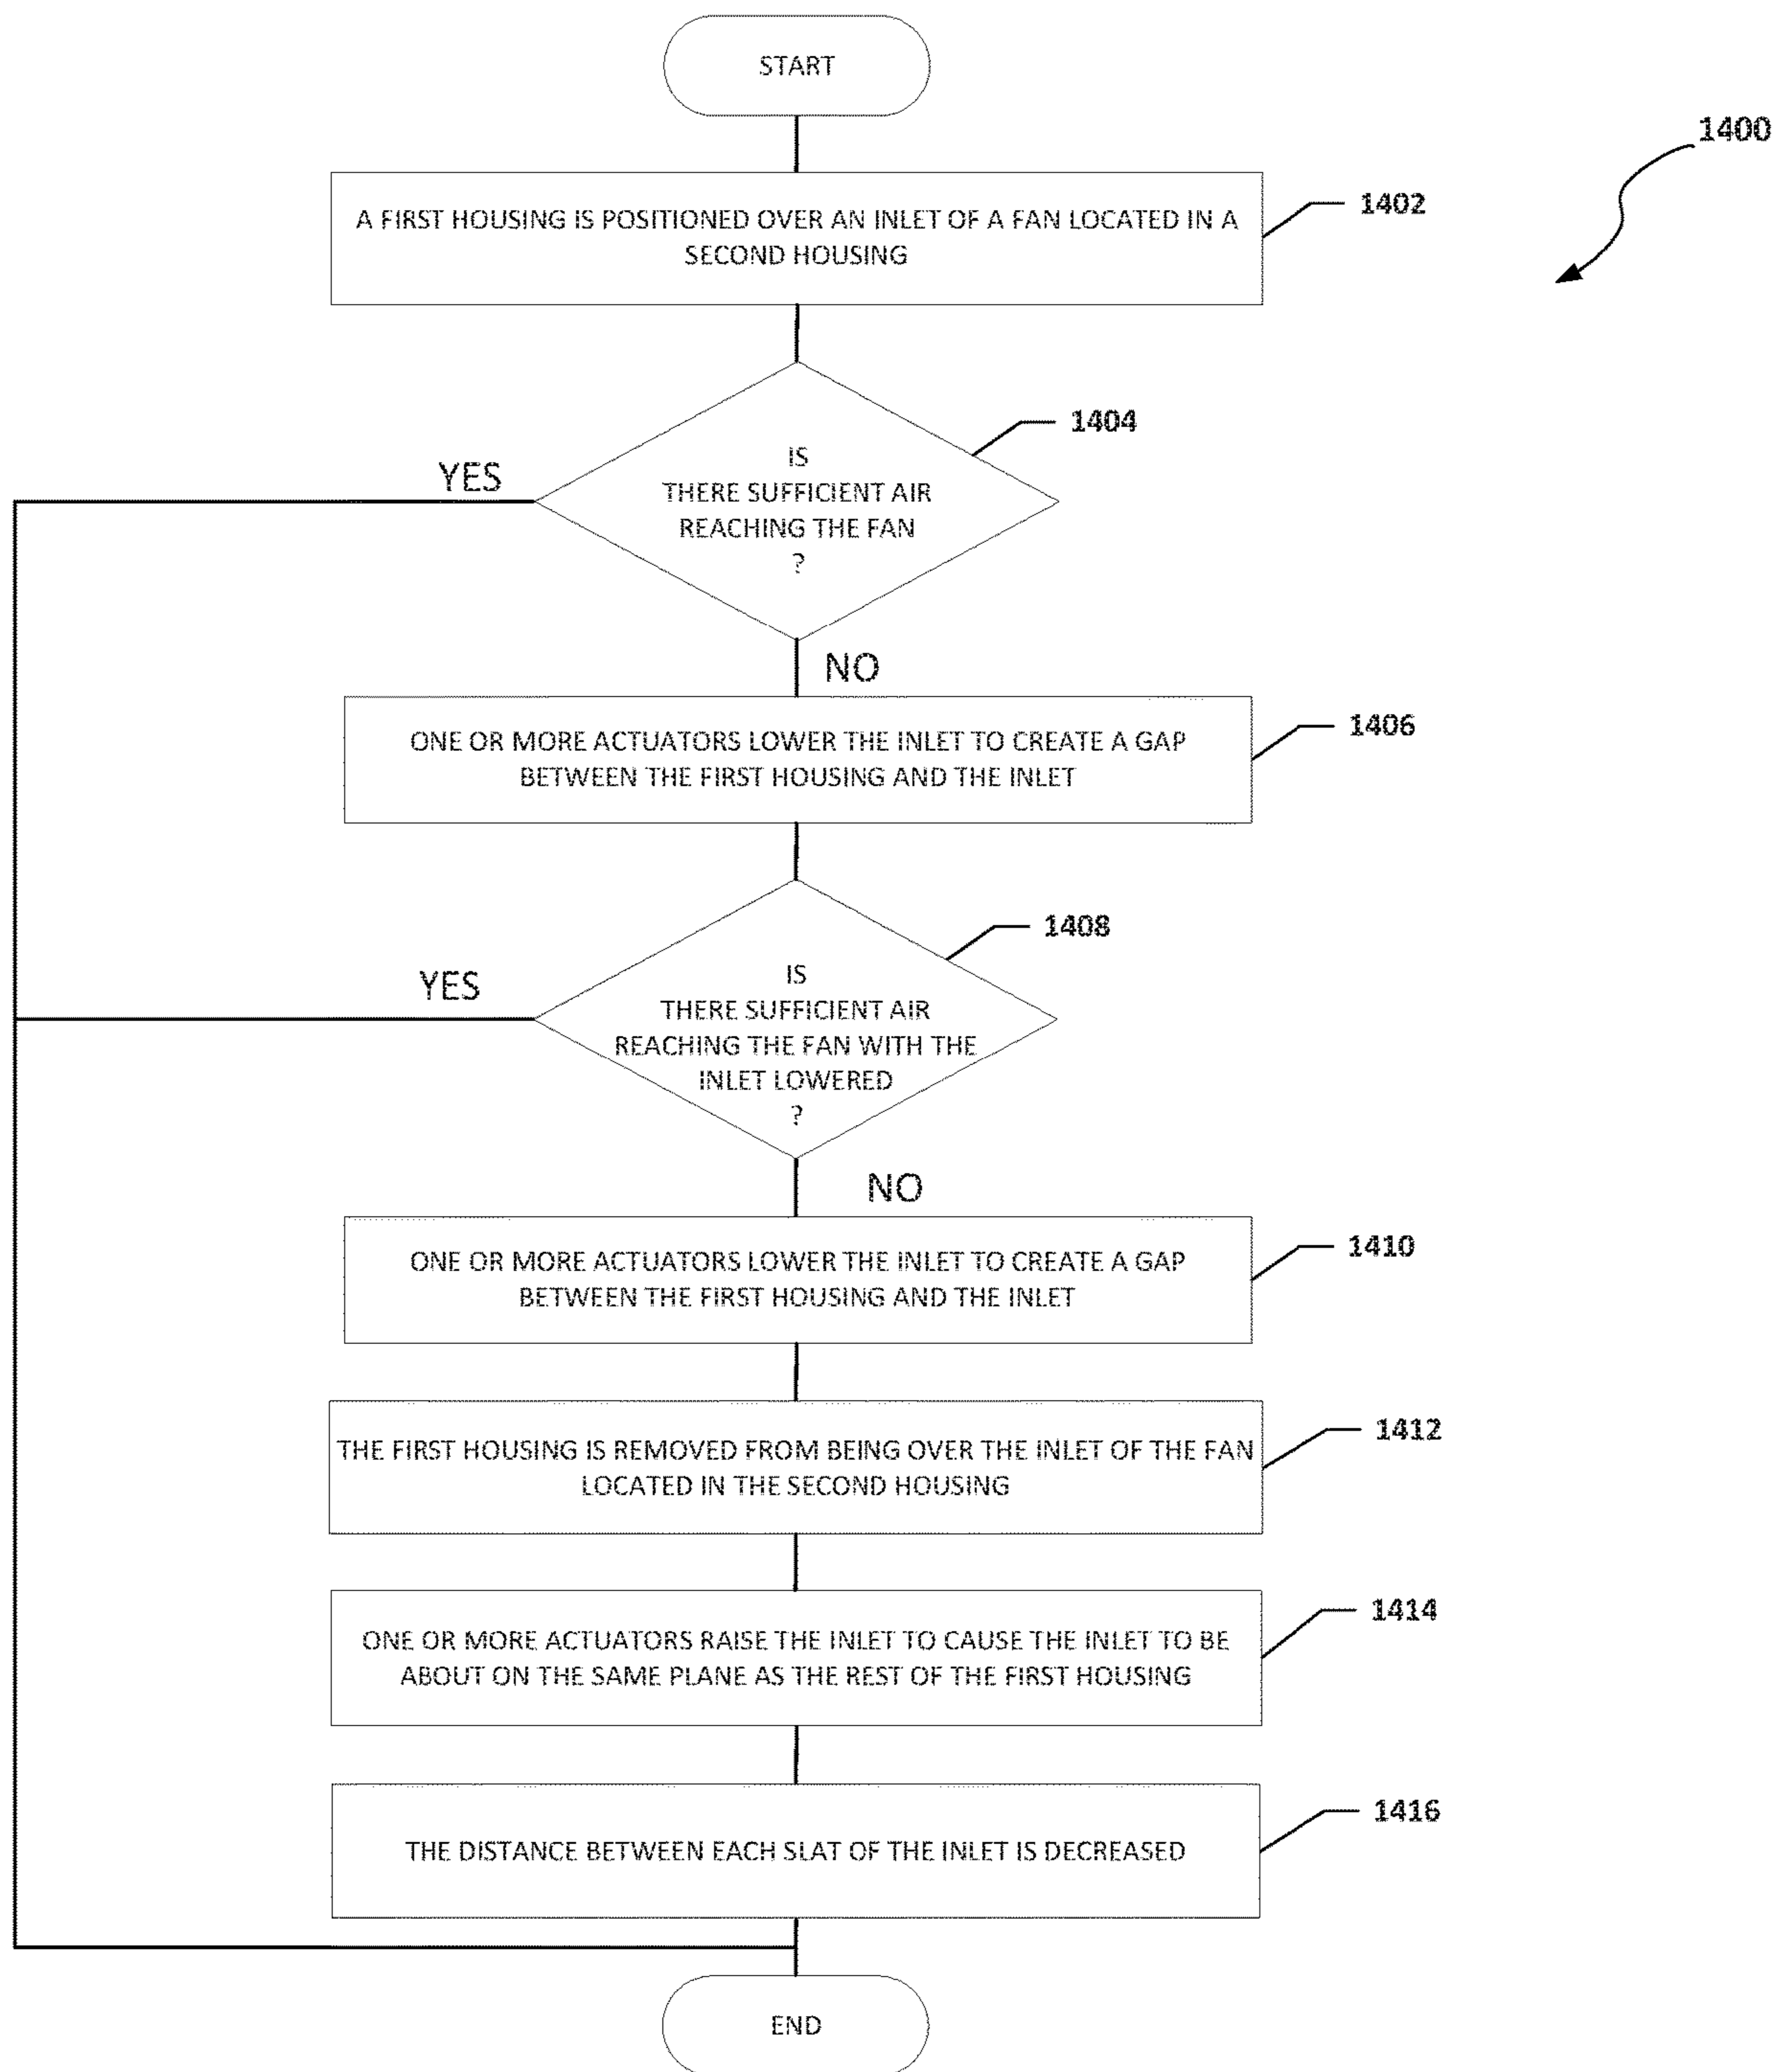 START
1400
1402
A FIRST HOUSING IS POSITIONED OVER AN INLET OF A FAN LOCATED IN A
SECOND HOUSING
1404
IS
THERE SUFFICIENT AIR
REACHING THE FAN
?
YES
NO
1406
ONE OR MORE ACTUATORS LOWER THE INLET TO CREATE A GAP
BETWEEN THE FIRST HOUSING AND THE INLET
1408
IS
THERE SUFFICIENT AIR
REACHING THE FAN WITH THE
INLET LOWERED
?
YES
NO
1410
ONE OR MORE ACTUATORS LOWER THE INLET TO CREATE A GAP
BETWEEN THE FIRST HOUSING AND THE INLET
1412
THE FIRST HOUSING IS REMOVED FROM BEING OVER THE INLET OF THE FAN
LOCATED IN THE SECOND HOUSING
1414
ONE OR MORE ACTUATORS RAISE THE INLET TO CAUSE THE INLET TO BE
ABOUT ON THE SAME PLANE AS THE REST OF THE FIRST HOUSING
1416
THE DISTANCE BETWEEN EACH SLAT OF THE INLET IS DECREASED
END